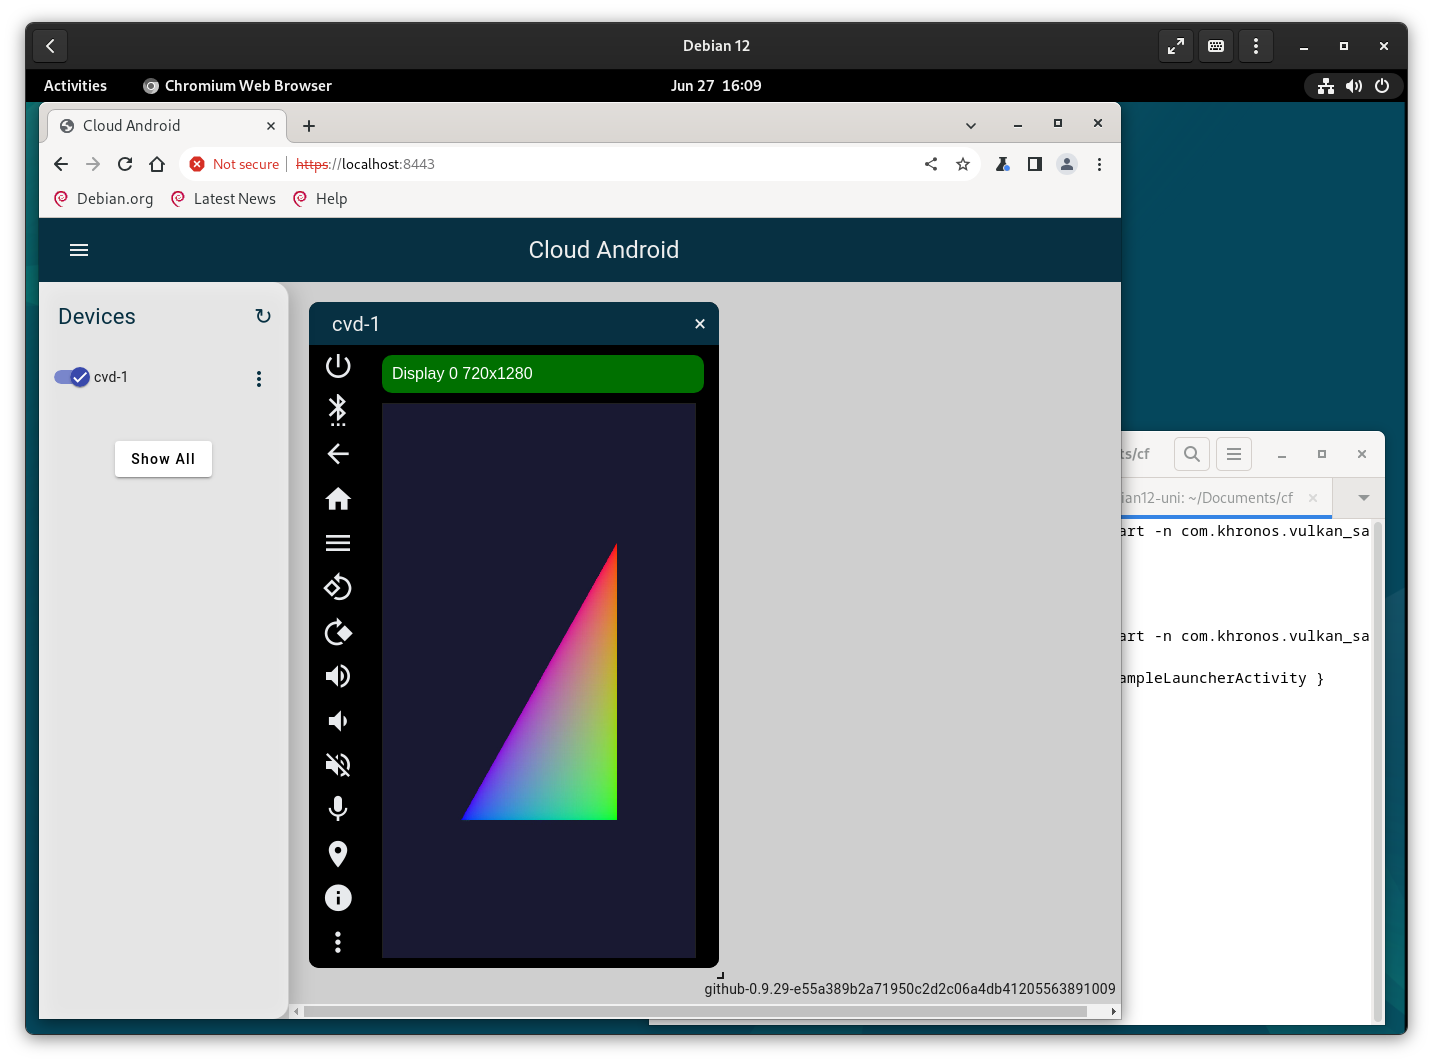 Debian 12
Activities
Chromium Web Browser
Jun 27 16:09
Cloud Android
Not secure
https://localhost:8443
Debian.org
Latest News
Help
Cloud Android
Devices
cvd-1
Show All
cvd-1
Display 0 720x1280
github-0.9.29-e55a389b2a71950c2d2c06a4db41205563891009
ts/cf
ian12-uni: ~/Documents/cf
art -n com.khronos.vulkan_sa
art -n com.khronos.vulkan_sa
ampleLauncherActivity }